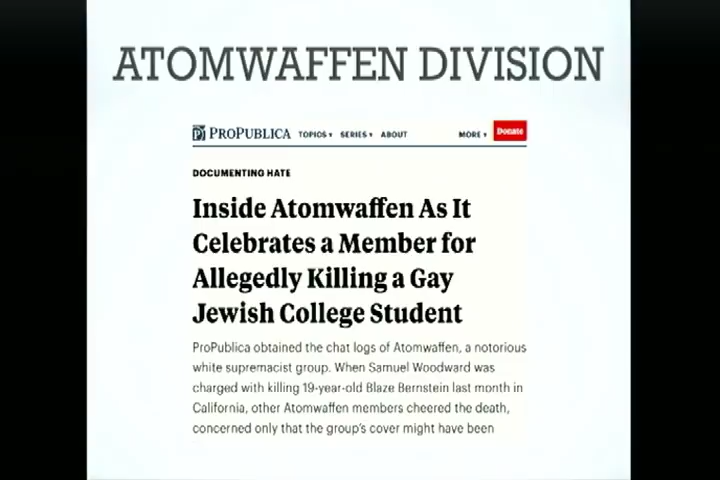 ATOMWAFFEN DIVISION
PROPUBLICA TOPICS SERIES ABOUT MORE Donate
DOCUMENTING HATE
Inside Atomwaffen As It
Celebrates a Member for
Allegedly Killing a Gay
Jewish College Student
ProPublica obtained the chat logs of Atomwaffen, a notorious
white supremacist group. When Samuel Woodward was
charged with killing 19-year-old Blaze Bernstein last month in
California, other Atomwaffen members cheered the death,
concerned only that the group's cover might have been